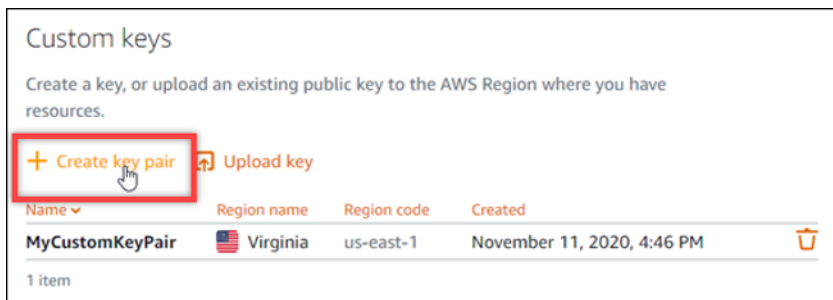 Custom keys
Create a key, or upload an existing public key to the AWS Region where you have
resources.
+ Create key pair Upload key
Name Region name Region code Created
MyCustomKeyPair Virginia us-east-1 November 11, 2020, 4:46 PM
1 item